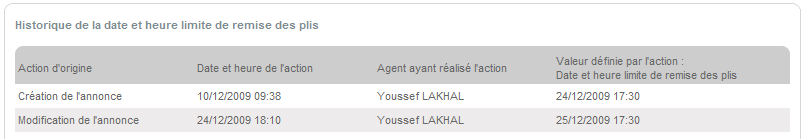 Historique de la date et heure limite de remise des plis
Action d'origine Date et heure de l'action Agent ayant réalisé l'action Valeur définie par l'action :
Date et heure limite de remise des plis
Création de l'annonce 10/12/2009 09:38 Youssef LAKHAL 24/12/2009 17:30
Modification de l'annonce 24/12/2009 18:10 Youssef LAKHAL 25/12/2009 17:30